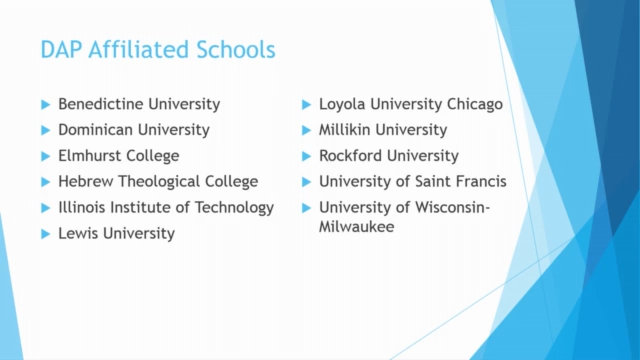 DAP Affiliated Schools
Benedictine University
Dominican University
Elmhurst College
Hebrew Theological College
Illinois Institute of Technology
Lewis University
Loyola University Chicago
Millikin University
Rockford University
University of Saint Francis
University of Wisconsin-
Milwaukee